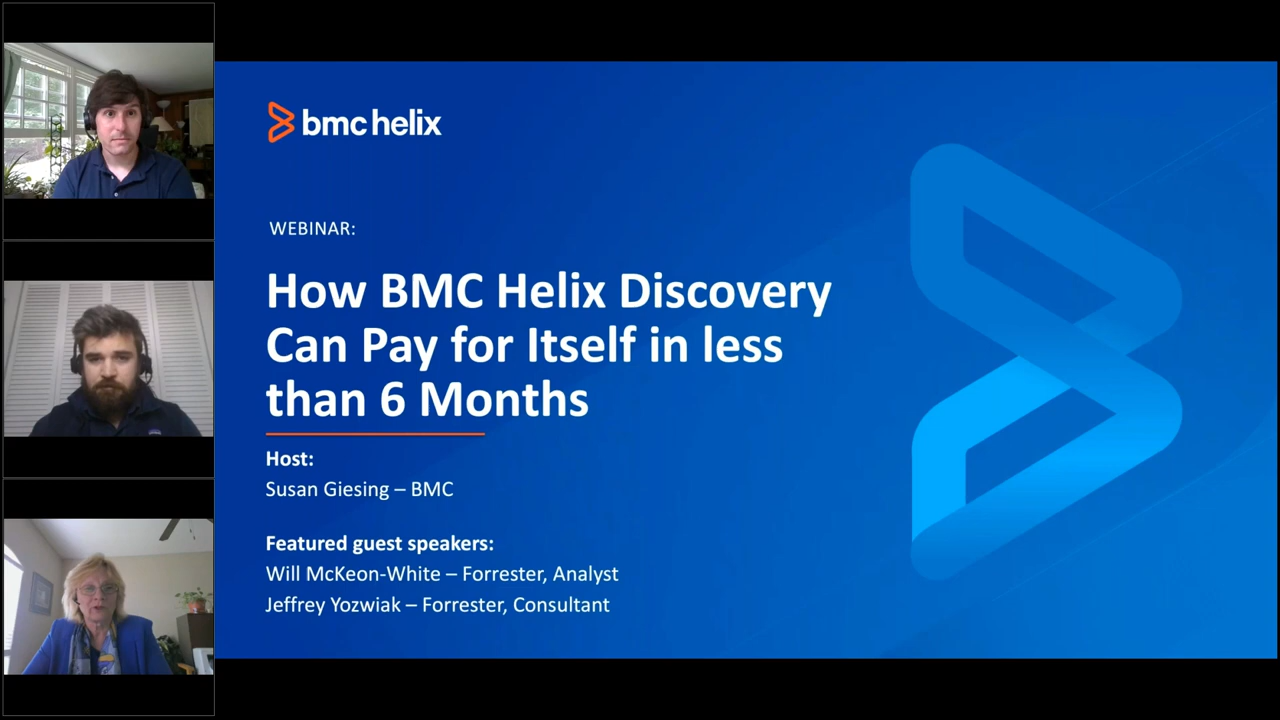 bmc helix
WEBINAR:
How BMC Helix Discovery
Can Pay for Itself in less
than 6 Months
Host:
Susan Giesing – BMC
Featured guest speakers:
Will McKeon-White – Forrester, Analyst
Jeffrey Yozwiak – Forrester, Consultant